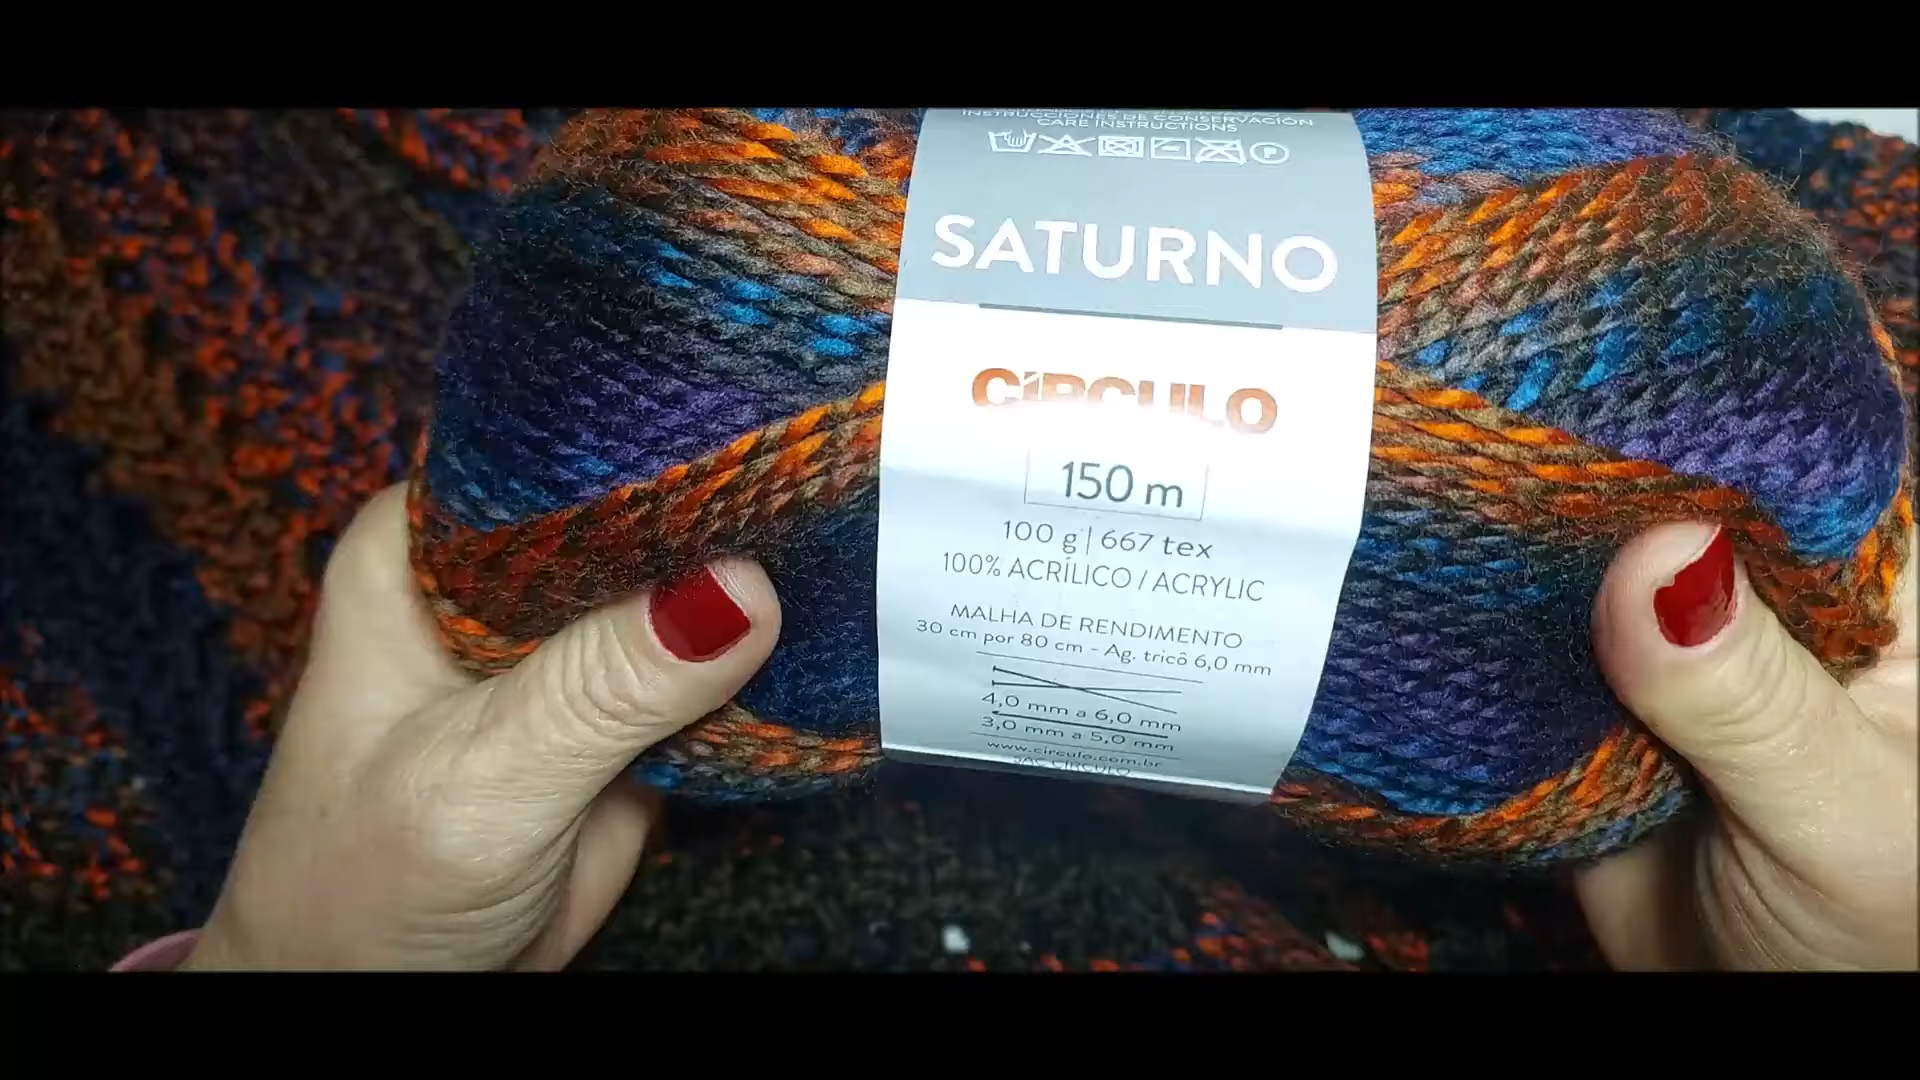 INSTRUCCIONES DE CONSERVACIÓN
CARE INSTRUCTIONS
P
SATURNO
CÍRCULO
150 m
100 g | 667 tex
100% ACRÍLICO / ACRYLIC
MALHA DE RENDIMENTO
30 cm por 80 cm - Ag. tricô 6,0 mm
4,0 mm a 6,0 mm
3,0 mm a 5,0 mm
www.circulo.com.br
SAC CÍRCULO